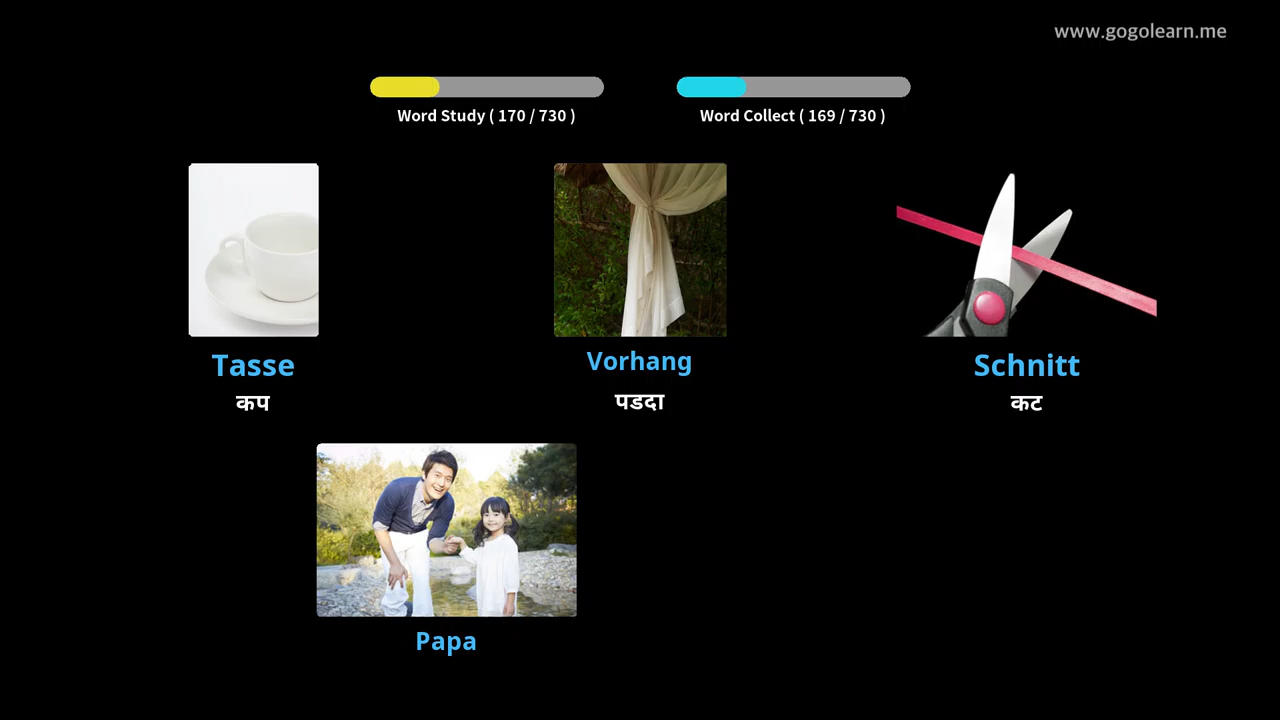 www.gogolearn.me
Word Study ( 170 / 730 )
Word Collect ( 169 / 730 )
Tasse
Vorhang
Schnitt
कप
पडदा
कट
Papa